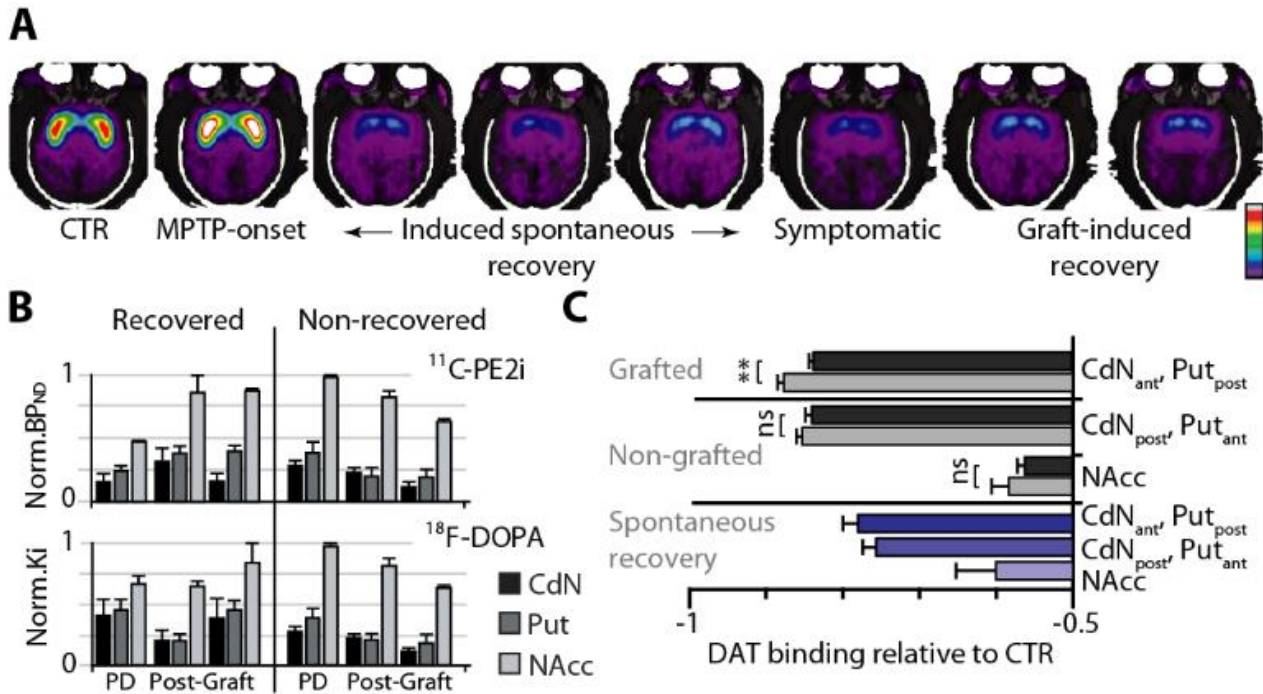 A
CTR
MPTP-onset
Induced spontaneous
recovery
Symptomatic
Graft-induced
recovery
B
Recovered
Non-recovered
11C-PE2i
Norm.BPND
1
0
18F-DOPA
Norm.Ki
1
0
CdN
Put
NAcc
PD
Post-Graft
PD
Post-Graft
C
Grafted
**
CdNant, Putpost
Non-grafted
ns
CdNpost, Putant
ns
NAcc
Spontaneous
recovery
CdNant, Putpost
CdNpost, Putant
NAcc
-1
-0.5
DAT binding relative to CTR